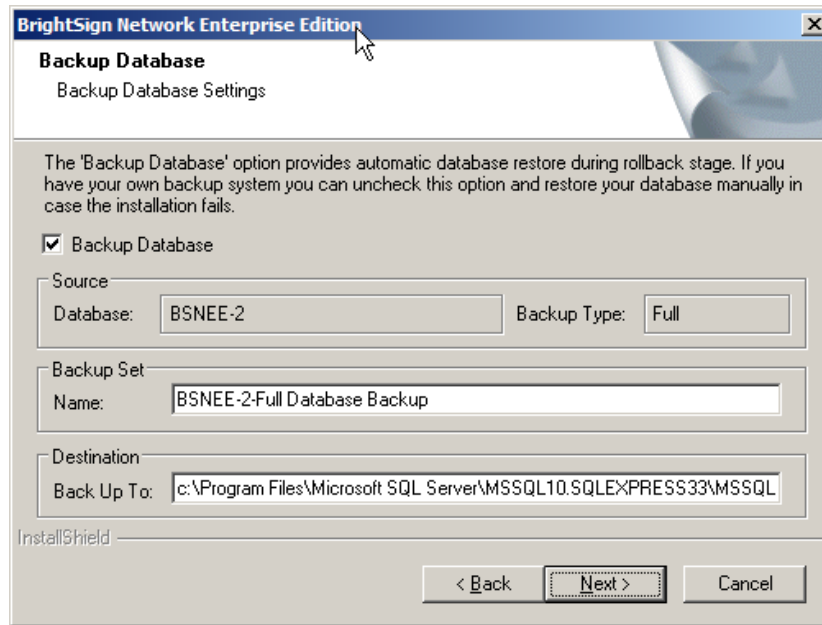 BrightSign Network Enterprise Edition
Backup Database
Backup Database Settings
The 'Backup Database' option provides automatic database restore during rollback stage. If you
have your own backup system you can uncheck this option and restore your database manually in
case the installation fails.
Backup Database
Source
Database: BSNEE-2 Backup Type: Full
Backup Set
Name: BSNEE-2-Full Database Backup
Destination
Back Up To: c:\Program Files\Microsoft SQL Server\MSSQL10.SQLEXPRESS33\MSSQL
InstallShield
< Back Next > Cancel